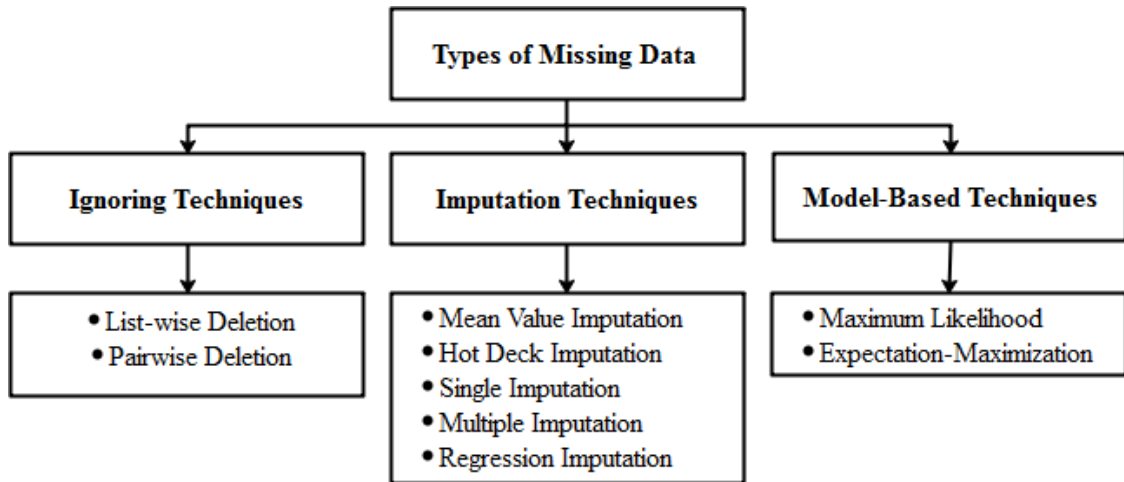 Types of Missing Data
Ignoring Techniques
Imputation Techniques
Model-Based Techniques
• List-wise Deletion
• Pairwise Deletion
• Mean Value Imputation
• Hot Deck Imputation
• Single Imputation
• Multiple Imputation
• Regression Imputation
• Maximum Likelihood
• Expectation-Maximization